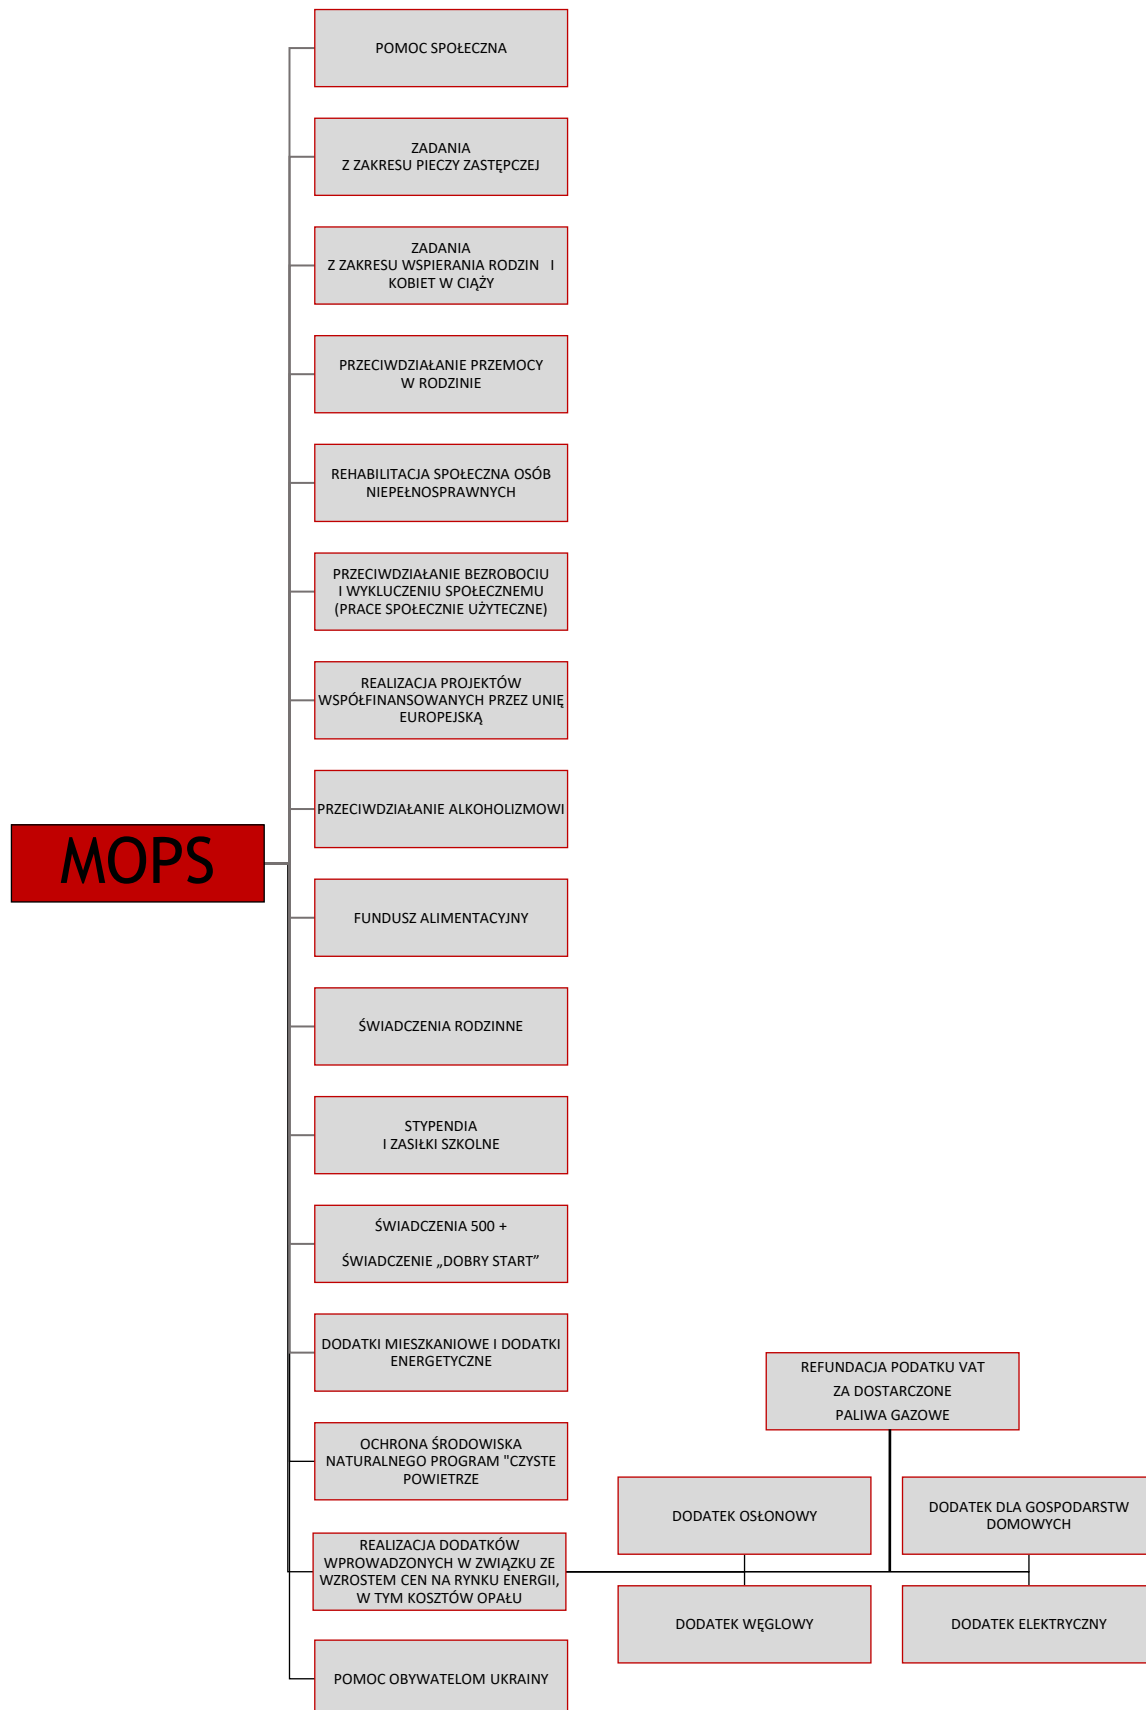 POMOC SPOŁECZNA
ZADANIA
Z ZAKRESU PIECZY ZASTĘPCZEJ
ZADANIA
Z ZAKRESU WSPIERANIA RODZIN I
KOBIET W CIĄŻY
PRZECIWDZIAŁANIE PRZEMOCY
W RODZINIE
REHABILITACJA SPOŁECZNA OSÓB
NIEPEŁNOSPRAWNYCH
PRZECIWDZIAŁANIE BEZROBOCIU
I WYKLUCZENIU SPOŁECZNEMU
(PRACE SPOŁECZNIE UŻYTECZNE)
REALIZACJA PROJEKTÓW
WSPÓŁFINANSOWANYCH PRZEZ UNIĘ
EUROPEJSKĄ
PRZECIWDZIAŁANIE ALKOHOLIZMOWI
MOPS
FUNDUSZ ALIMENTACYJNY
ŚWIADCZENIA RODZINNE
STYPENDIA
I ZASIŁKI SZKOLNE
ŚWIADCZENIA 500 +
ŚWIADCZENIE „DOBRY START”
DODATKI MIESZKANIOWE I DODATKI
ENERGETYCZNE
REFUNDACJA PODATKU VAT
ZA DOSTARCZONE
PALIWA GAZOWE
OCHRONA ŚRODOWISKA
NATURALNEGO PROGRAM "CZYSTE
POWIETRZE
DODATEK OSŁONOWY
DODATEK DLA GOSPODARSTW
DOMOWYCH
REALIZACJA DODATKÓW
WPROWADZONYCH W ZWIĄZKU ZE
WZROSTEM CEN NA RYNKU ENERGII,
W TYM KOSZTÓW OPAŁU
DODATEK WĘGLOWY
DODATEK ELEKTRYCZNY
POMOC OBYWATELOM UKRAINY